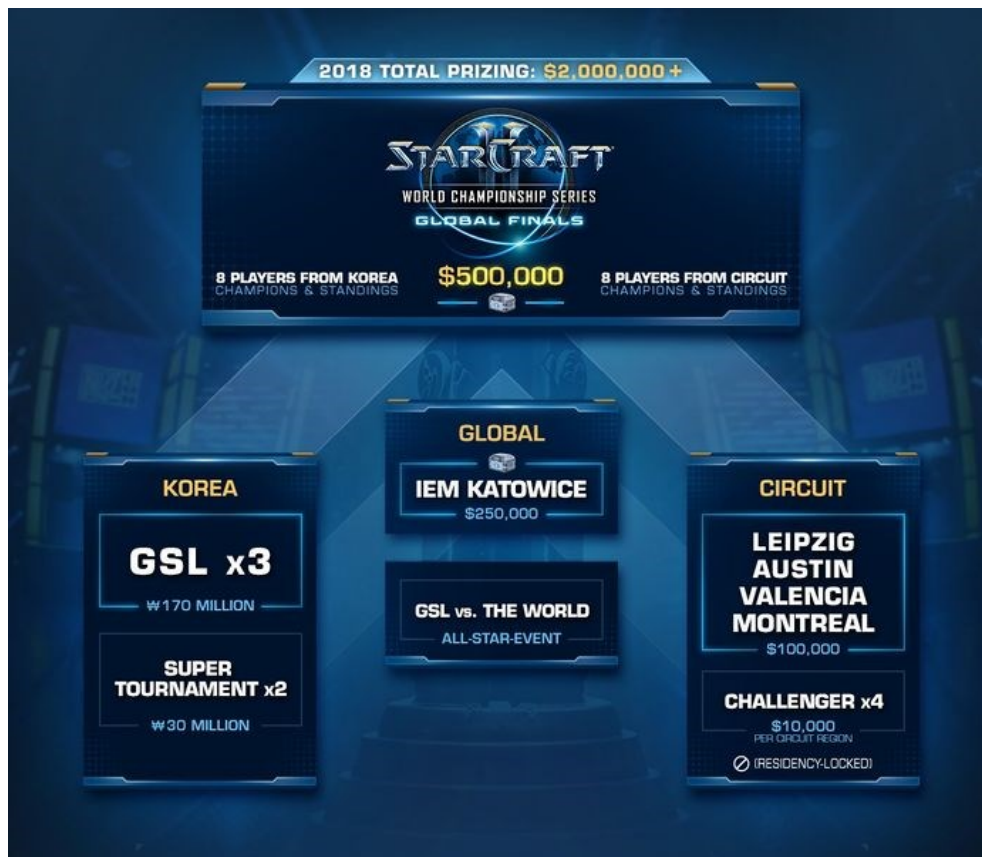 2018 TOTAL PRIZING: $2,000,000+
STARCRAFT
II
WORLD CHAMPIONSHIP SERIES
GLOBAL FINALS
8 PLAYERS FROM KOREA
CHAMPIONS & STANDINGS
$500,000
8 PLAYERS FROM CIRCUIT
CHAMPIONS & STANDINGS
KOREA
GSL x3
₩170 MILLION
SUPER
TOURNAMENT x2
₩30 MILLION
GLOBAL
IEM KATOWICE
$250,000
GSL vs. THE WORLD
ALL-STAR-EVENT
CIRCUIT
LEIPZIG
AUSTIN
VALENCIA
MONTREAL
$100,000
CHALLENGER x4
$10,000
PER CIRCUIT REGION
(RESIDENCY-LOCKED)